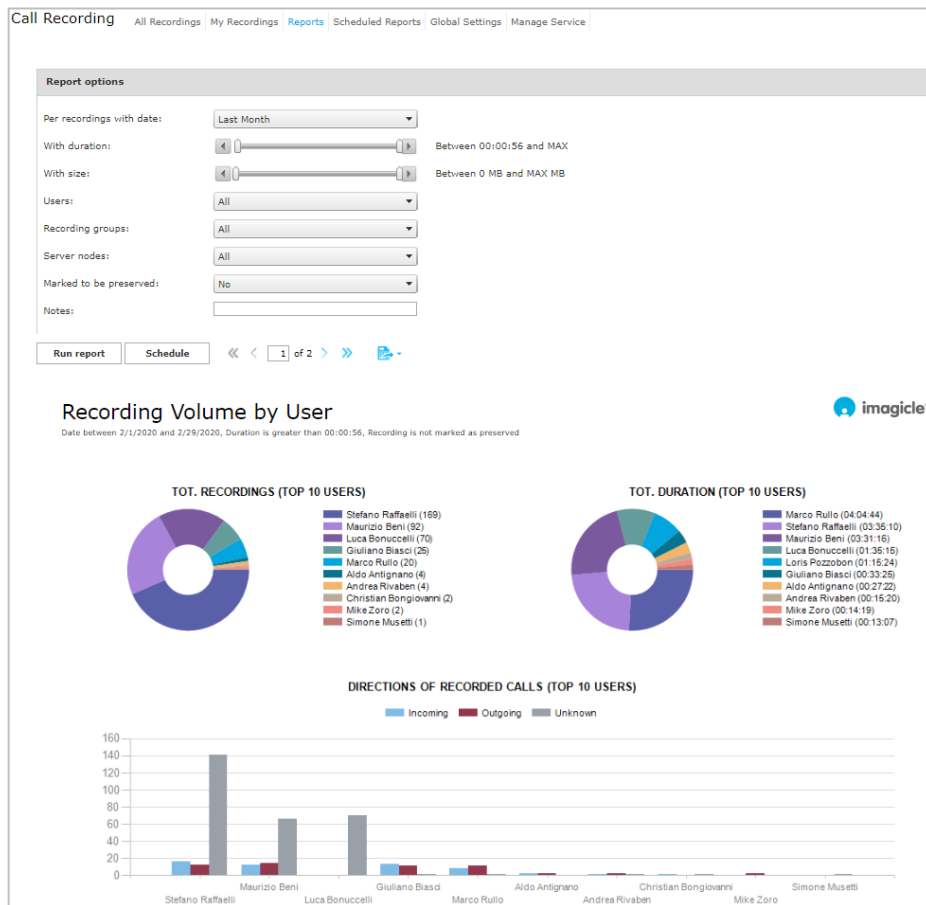 Call Recording All Recordings My Recordings Reports Scheduled Reports Global Settings Manage Service
Report options
Per recordings with date: Last Month
With duration: Between 00:00:56 and MAX
With size: Between 0 MB and MAX MB
Users: All
Recording groups: All
Server nodes: All
Marked to be preserved: No
Notes:
Run report Schedule 1 of 2
Recording Volume by User
imagicle
Date between 2/1/2020 and 2/29/2020, Duration is greater than 00:00:56, Recording is not marked as preserved
TOT. RECORDINGS (TOP 10 USERS)
Stefano Raffaelli (169)
Maurizio Beni (92)
Luca Bonuccelli (70)
Giuliano Biasci (25)
Marco Rullo (20)
Aldo Antignano (4)
Andrea Rivaben (4)
Christian Bongiovanni (2)
Mike Zoro (2)
Simone Musetti (1)
TOT. DURATION (TOP 10 USERS)
Marco Rullo (04:04:44)
Stefano Raffaelli (03:35:10)
Maurizio Beni (03:31:16)
Luca Bonuccelli (01:35:15)
Loris Pozzobon (01:15:24)
Giuliano Biasci (00:33:25)
Aldo Antignano (00:27:22)
Andrea Rivaben (00:15:20)
Mike Zoro (00:14:19)
Simone Musetti (00:13:07)
DIRECTIONS OF RECORDED CALLS (TOP 10 USERS)
Incoming Outgoing Unknown
160
140
120
100
80
60
40
20
0
Maurizio Beni Giuliano Biasci Aldo Antignano Christian Bongiovanni Simone Musetti
Stefano Raffaelli Luca Bonuccelli Marco Rullo Andrea Rivaben Mike Zoro